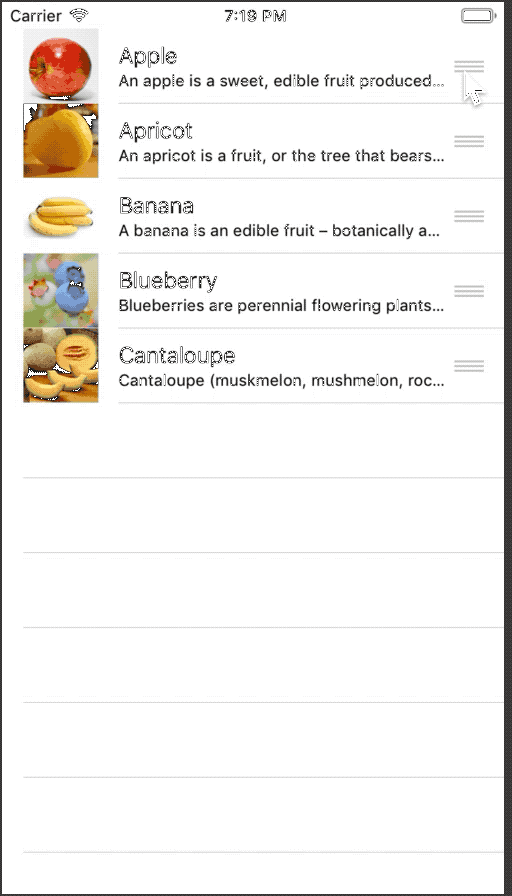 Carrier 7:19 PM
Apple
An apple is a sweet, edible fruit produced...
Apricot
An apricot is a fruit, or the tree that bears...
Banana
A banana is an edible fruit – botanically a...
Blueberry
Blueberries are perennial flowering plants...
Cantaloupe
Cantaloupe (muskmelon, mushmelon, roc...